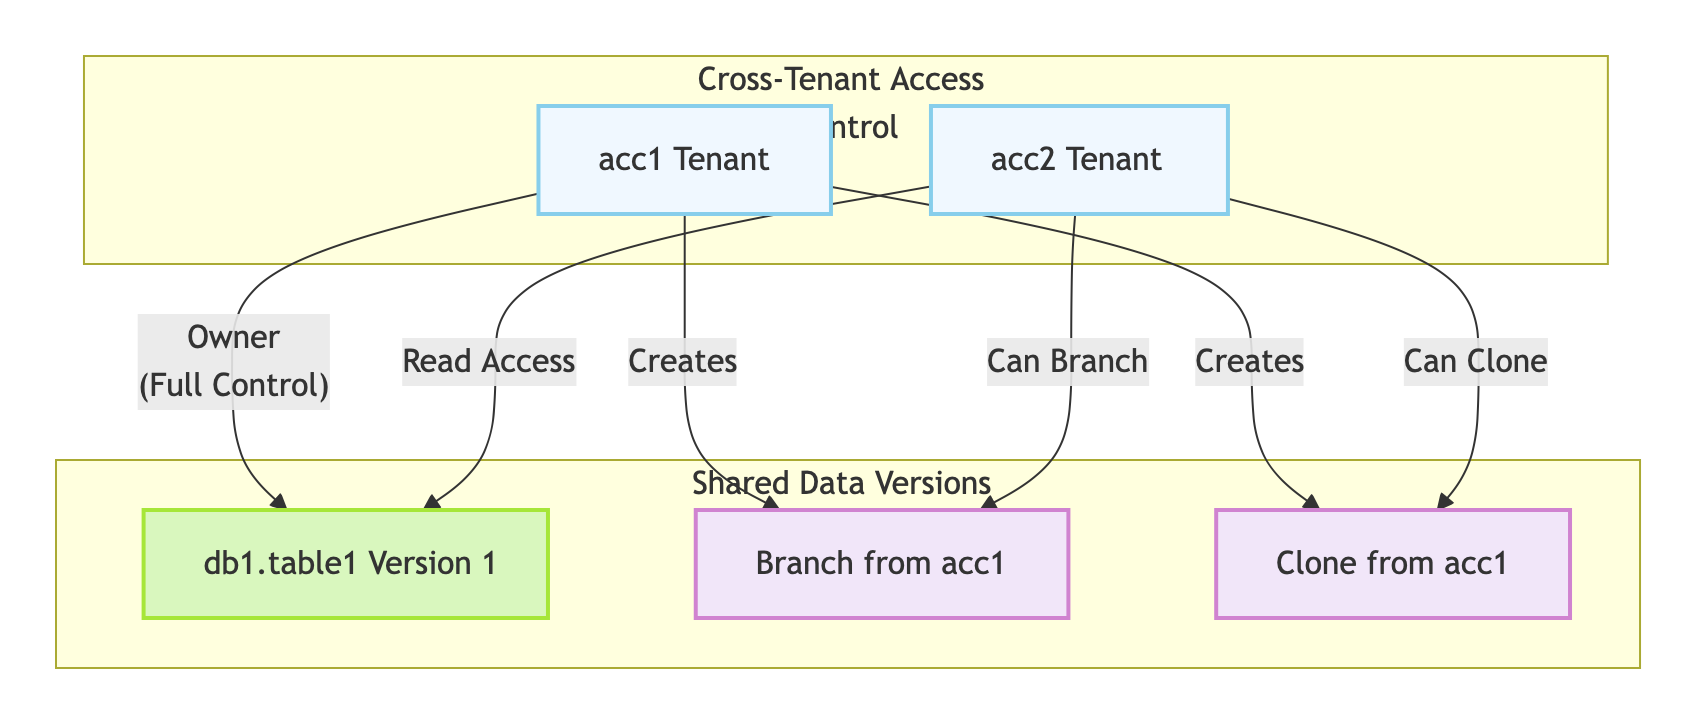 Cross-Tenant Access
ntrol
acc1 Tenant
acc2 Tenant
Owner
(Full Control)
Read Access
Creates
Can Branch
Creates
Can Clone
Shared Data Versions
db1.table1 Version 1
Branch from acc1
Clone from acc1